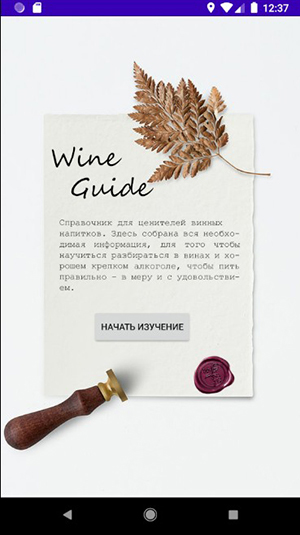 12:37
Wine
Guide
Справочник для ценителей винных
напитков. Здесь собрана вся необхо-
димая информация, для того чтобы
научиться разбираться в винах и хо-
рошем крепком алкоголе, чтобы пить
правильно - в меру и с удовольстви-
ем.
НАЧАТЬ ИЗУЧЕНИЕ